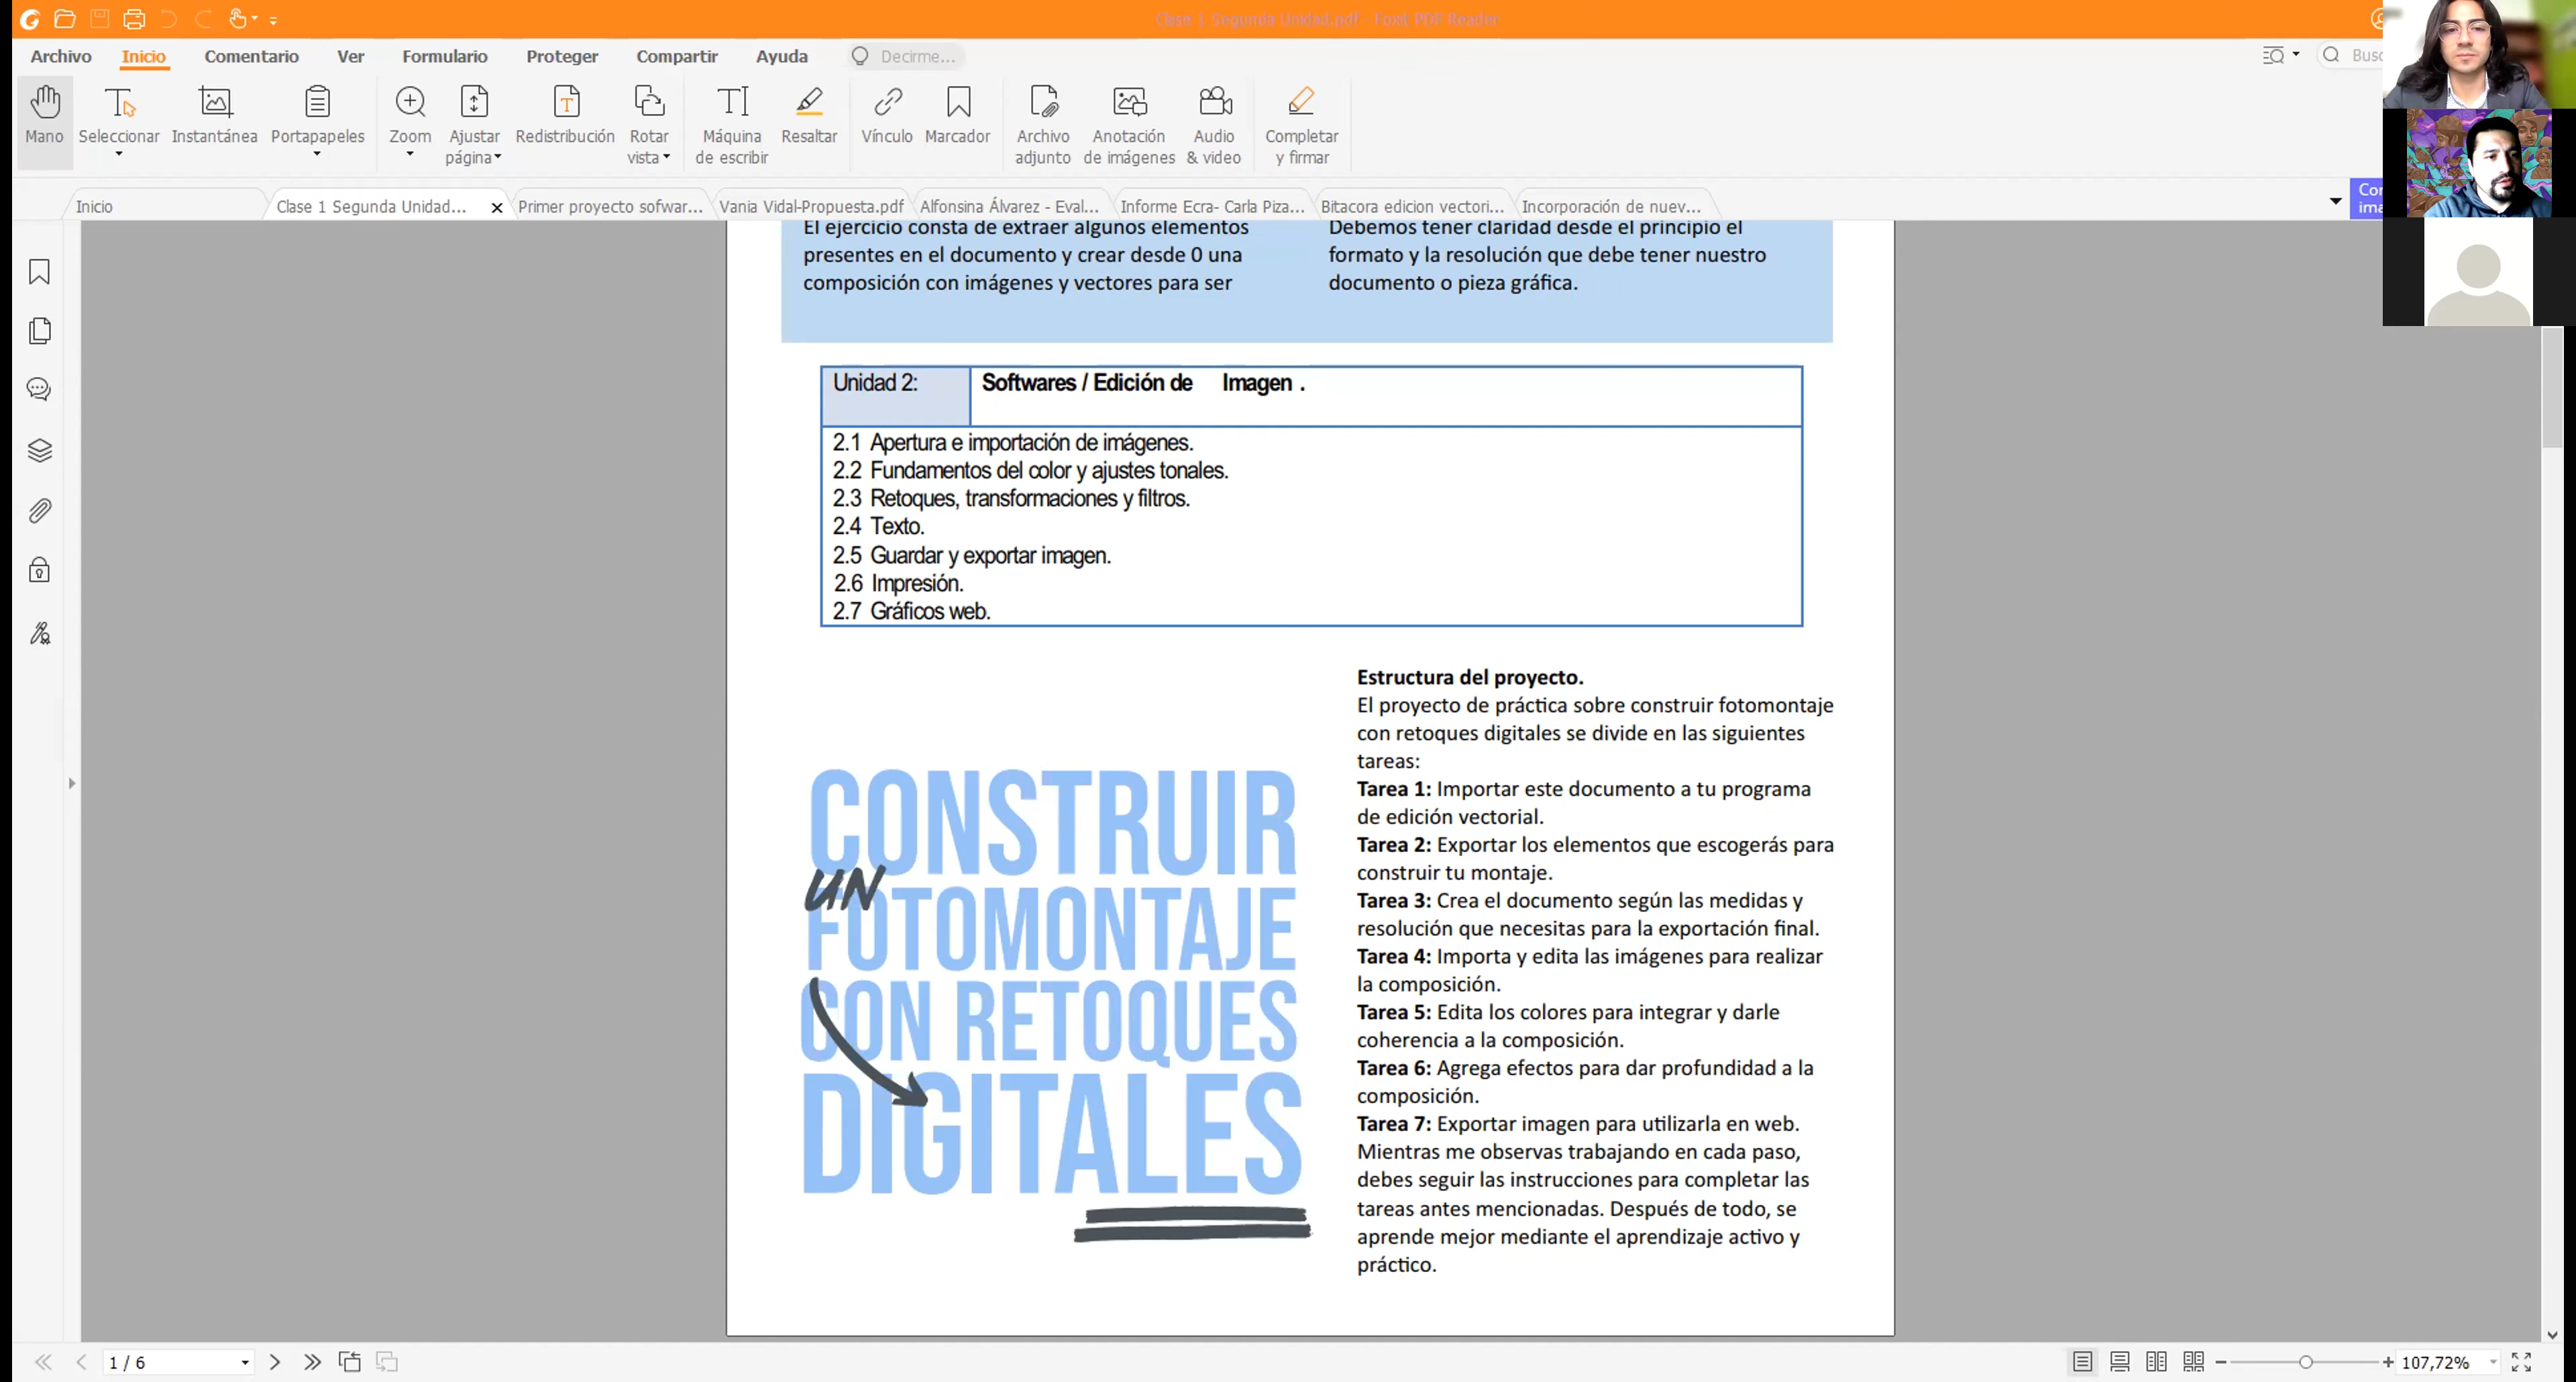 Clase 1 Segunda Unidad.pdf - Foxit PDF Reader
Archivo Inicio Comentario Ver Formulario Proteger Compartir Ayuda Decirme...
Mano Seleccionar Instantánea Portapapeles Zoom Ajustar página Redistribución Rotar vista Máquina de escribir Resaltar Vínculo Marcador Archivo adjunto Anotación de imágenes Audio & video Completar y firmar
Inicio Clase 1 Segunda Unidad... Primer proyecto sofwar... Vania Vidal-Propuesta.pdf Alfonsina Álvarez - Eval... Informe Ecra- Carla Piza... Bitacora edicion vectori... Incorporación de nuev...
El ejercicio consta de extraer algunos elementos
presentes en el documento y crear desde 0 una
composición con imágenes y vectores para ser
Debemos tener claridad desde el principio el
formato y la resolución que debe tener nuestro
documento o pieza gráfica.
Unidad 2: Softwares / Edición de Imagen .
2.1 Apertura e importación de imágenes.
2.2 Fundamentos del color y ajustes tonales.
2.3 Retoques, transformaciones y filtros.
2.4 Texto.
2.5 Guardar y exportar imagen.
2.6 Impresión.
2.7 Gráficos web.
CONSTRUIR
UN
FOTOMONTAJE
CON RETOQUES
DIGITALES
Estructura del proyecto.
El proyecto de práctica sobre construir fotomontaje
con retoques digitales se divide en las siguientes
tareas:
Tarea 1: Importar este documento a tu programa
de edición vectorial.
Tarea 2: Exportar los elementos que escogerás para
construir tu montaje.
Tarea 3: Crea el documento según las medidas y
resolución que necesitas para la exportación final.
Tarea 4: Importa y edita las imágenes para realizar
la composición.
Tarea 5: Edita los colores para integrar y darle
coherencia a la composición.
Tarea 6: Agrega efectos para dar profundidad a la
composición.
Tarea 7: Exportar imagen para utilizarla en web.
Mientras me observas trabajando en cada paso,
debes seguir las instrucciones para completar las
tareas antes mencionadas. Después de todo, se
aprende mejor mediante el aprendizaje activo y
práctico.
1 / 6
107,72%